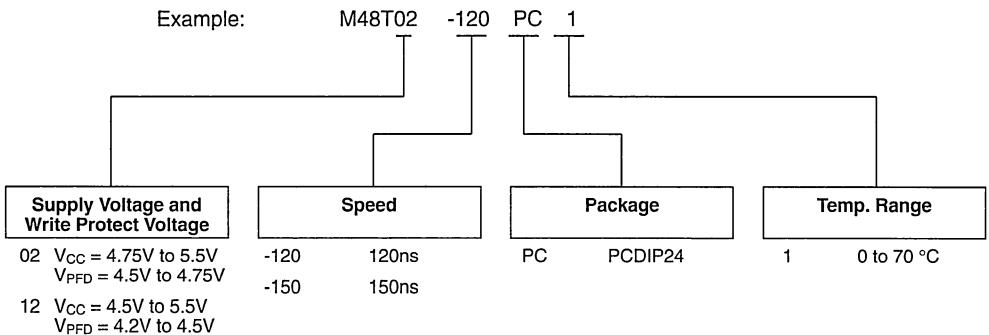 Example: M48T02 -120 PC 1
Supply Voltage and
Write Protect Voltage
02 VCC = 4.75V to 5.5V
VPFD = 4.5V to 4.75V
12 VCC = 4.5V to 5.5V
VPFD = 4.2V to 4.5V
Speed
-120 120ns
-150 150ns
Package
PC PCDIP24
Temp. Range
1 0 to 70 °C